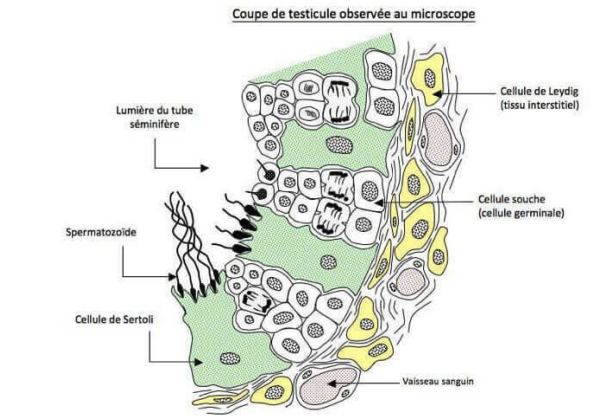 Coupe de testicule observée au microscope
Cellule de Leydig
(tissu interstitiel)
Lumière du tube
séminifère
Cellule souche
(cellule germinale)
Spermatozoïde
Cellule de Sertoli
Vaisseau sanguin